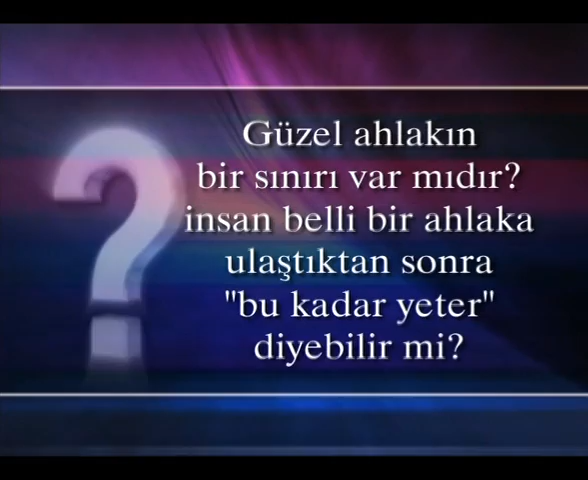 Güzel ahlakın
bir sınırı var mıdır?
insan belli bir ahlaka
ulaştıktan sonra
"bu kadar yeter"
diyebilir mi?